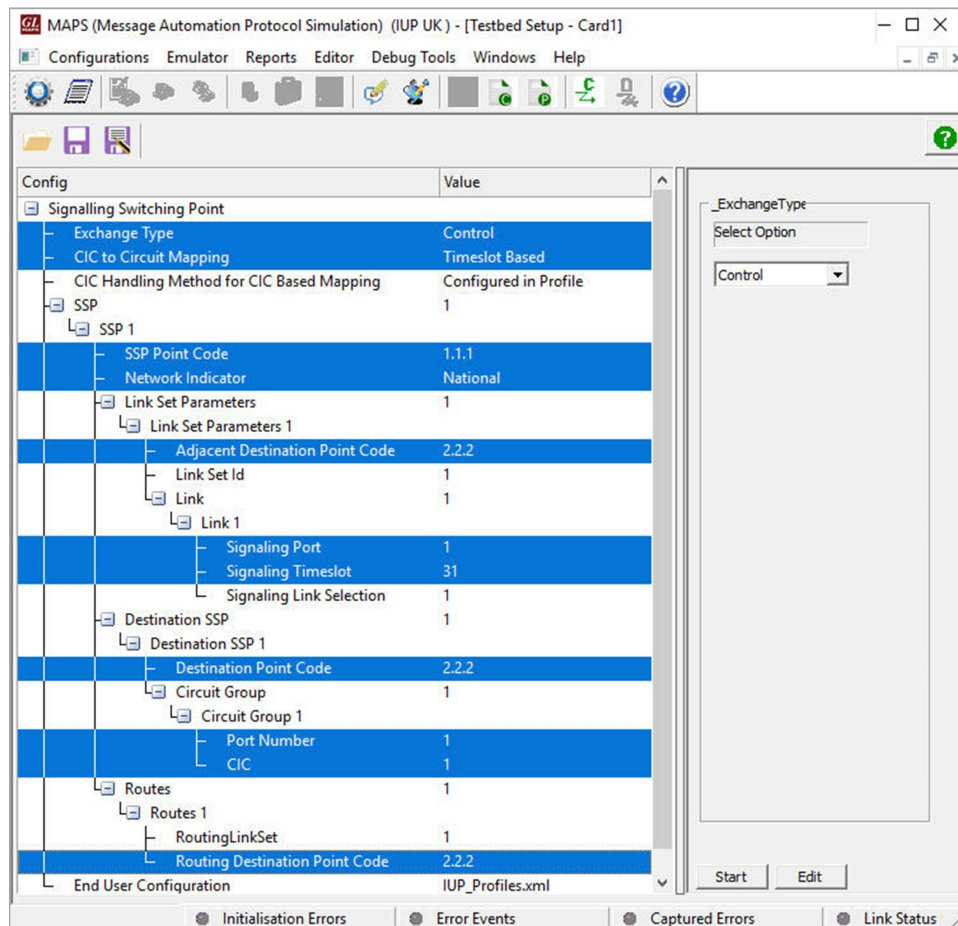 GL MAPS MAPS (Message Automation Protocol Simulation) (IUP UK ) - [Testbed Setup - Card1]
Configurations Emulator Reports Editor Debug Tools Windows Help
Config Value
Signalling Switching Point
Exchange Type Control
CIC to Circuit Mapping Timeslot Based
CIC Handling Method for CIC Based Mapping Configured in Profile
SSP 1
SSP 1
SSP Point Code 1.1.1
Network Indicator National
Link Set Parameters 1
Link Set Parameters 1
Adjacent Destination Point Code 2.2.2
Link Set Id 1
Link 1
Link 1
Signaling Port 1
Signaling Timeslot 31
Signaling Link Selection 1
Destination SSP 1
Destination SSP 1
Destination Point Code 2.2.2
Circuit Group 1
Circuit Group 1
Port Number 1
CIC 1
Routes 1
Routes 1
RoutingLinkSet 1
Routing Destination Point Code 2.2.2
End User Configuration IUP_Profiles.xml
_ExchangeType
Select Option
Control
Start Edit
Initialisation Errors Error Events Captured Errors Link Status